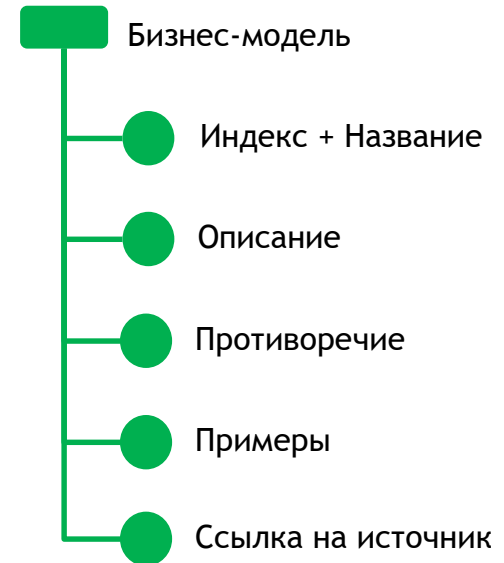 Бизнес-модель
Индекс + Название
Описание
Противоречие
Примеры
Ссылка на источник